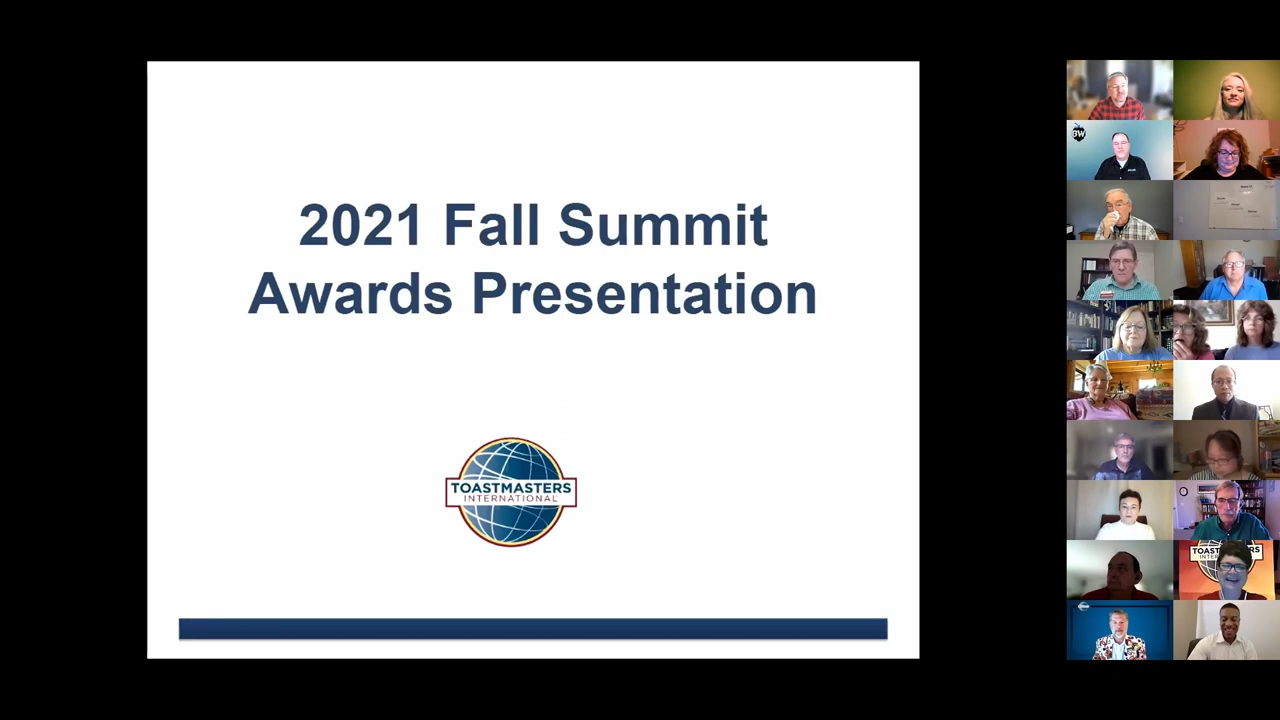 2021 Fall Summit
Awards Presentation
TOASTMASTERS
INTERNATIONAL